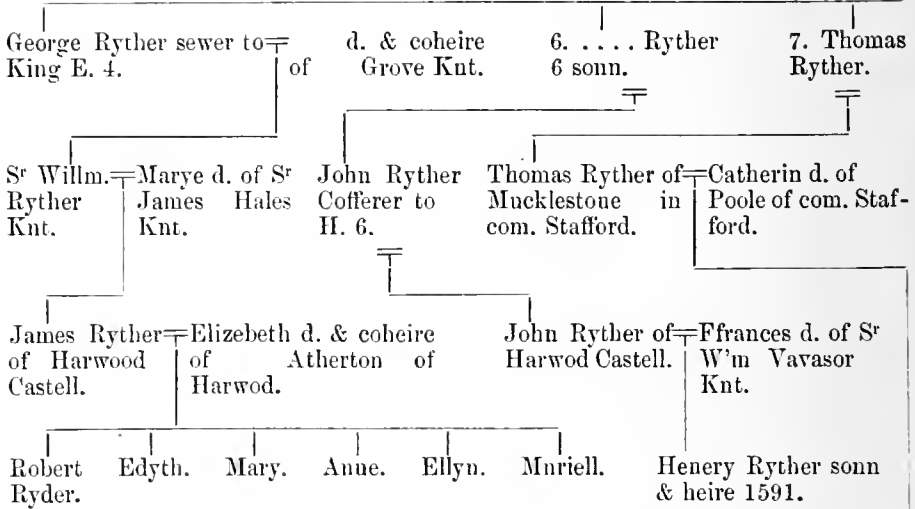 George Ryther sewer to
King E. 4.
d. & coheire
of Grove Knt.
6. . . . . Ryther
6 sonn.
7. Thomas
Ryther.
Sr Willm.
Ryther
Knt.
Marye d. of Sr
James Hales
Knt.
John Ryther
Cofferer to
H. 6.
Thomas Ryther of
Mucklestone in
com. Stafford.
Catherin d. of
Poole of com. Staf-
ford.
James Ryther
of Harwood
Castell.
Elizebeth d. & coheire
of Atherton of
Harwod.
John Ryther of
Harwod Castell.
Ffrances d. of Sr
W'm Vavasor
Knt.
Robert
Ryder.
Edyth.
Mary.
Anne.
Ellyn.
Muriell.
Henery Ryther sonn
& heire 1591.